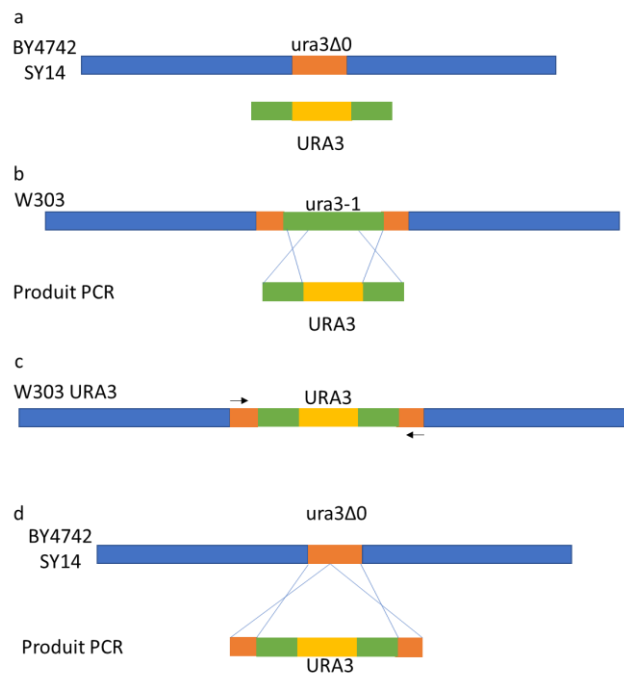 a
BY4742
SY14
ura3Δ0
URA3
b
W303
ura3-1
Produit PCR
URA3
c
W303 URA3
URA3
d
BY4742
SY14
ura3Δ0
Produit PCR
URA3